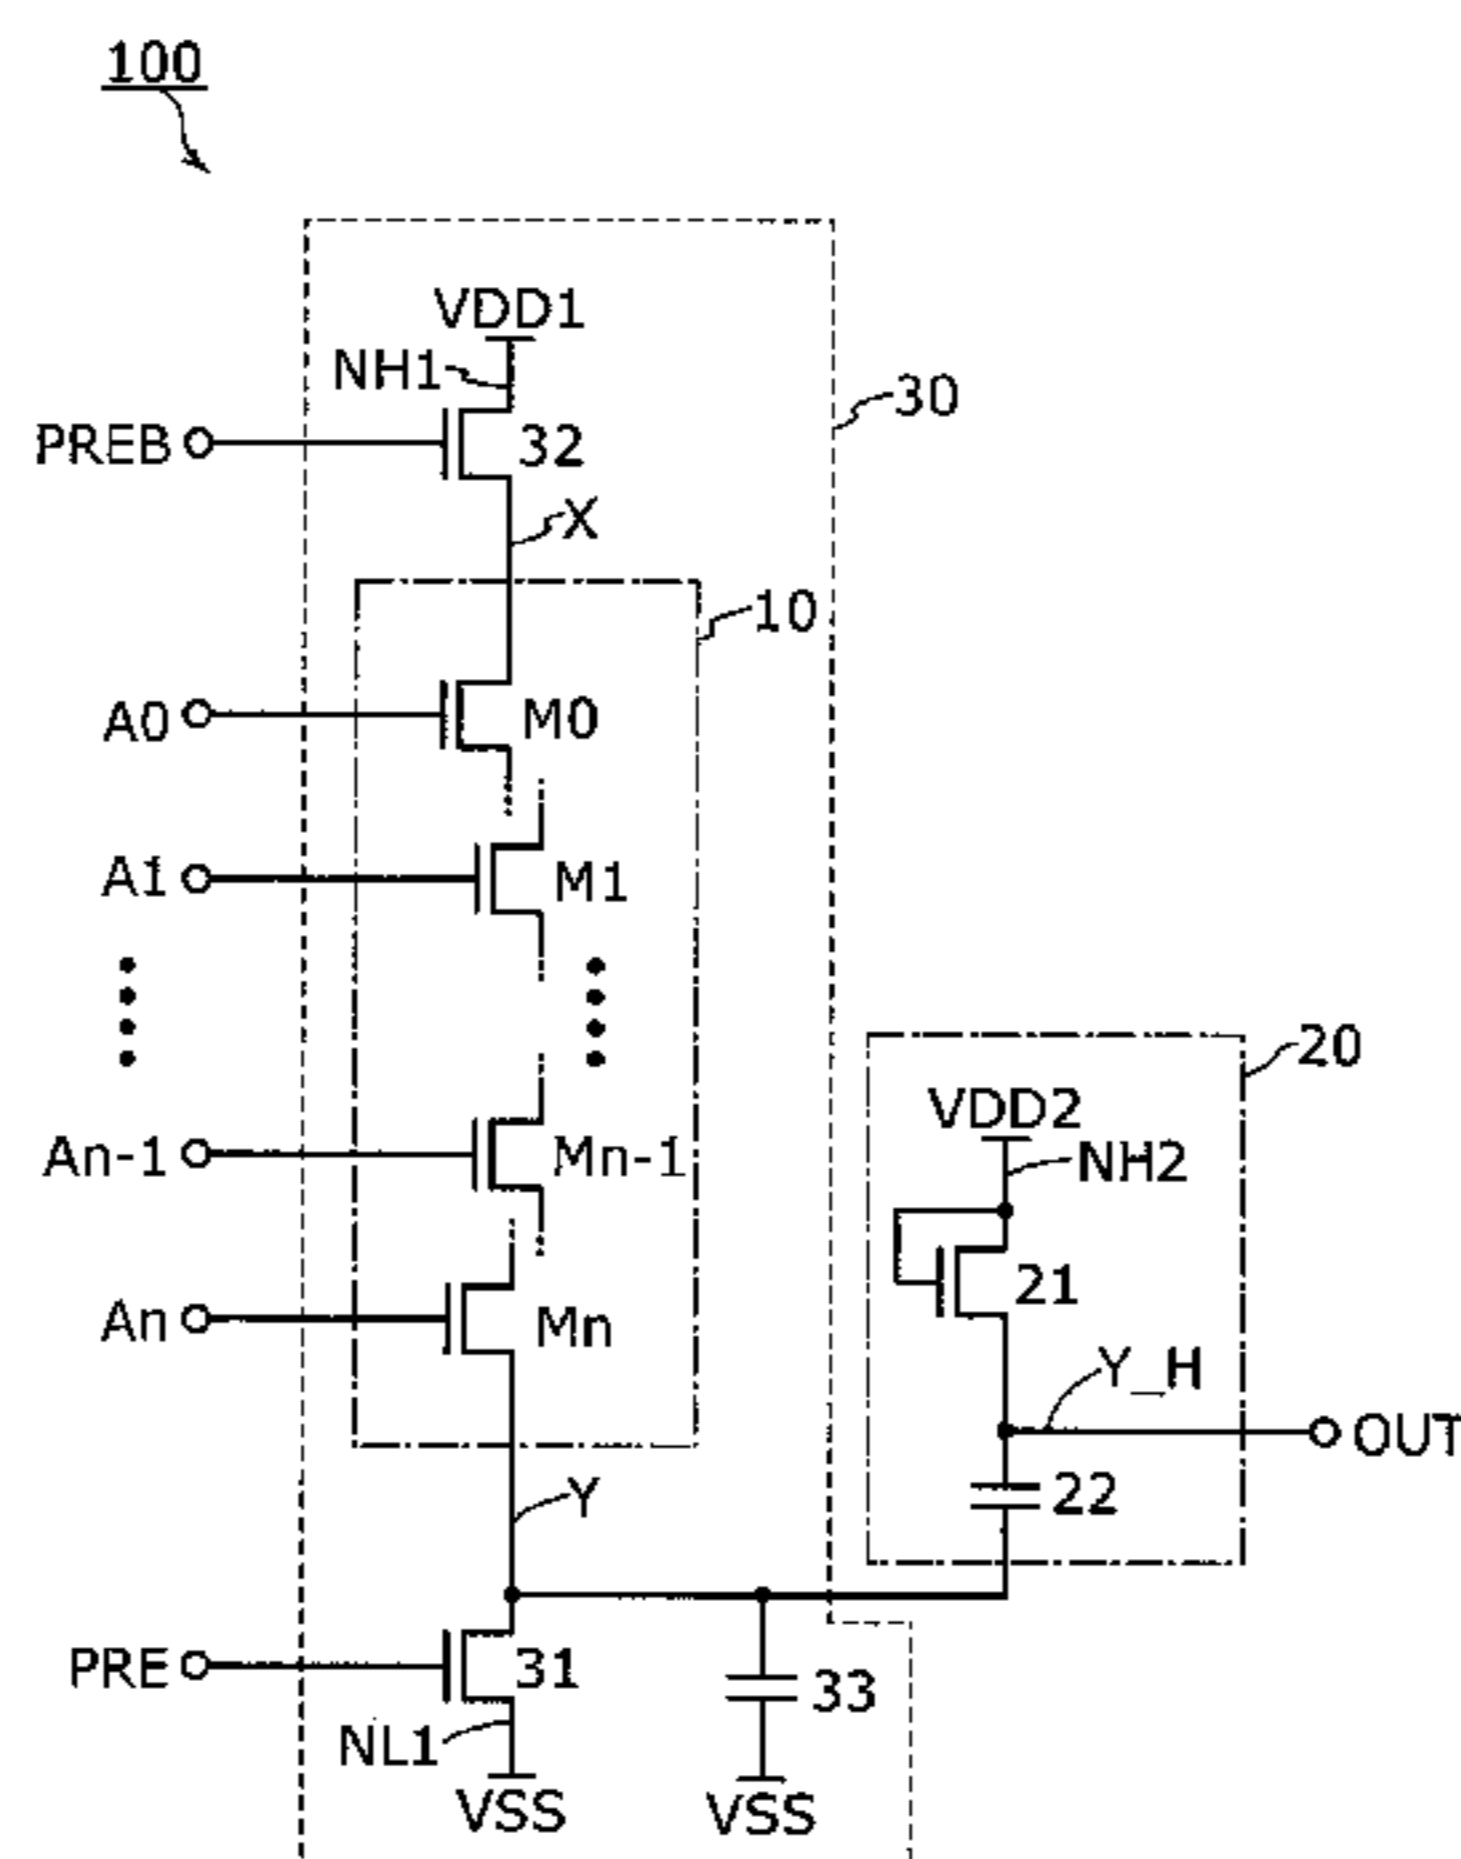 100
VDD1
NH1
30
PREB
32
X
10
A0
M0
A1
M1
20
VDD2
An-1
Mn-1
NH2
21
An
Mn
Y_H
OUT
22
Y
PRE
31
33
NL1
VSS
VSS